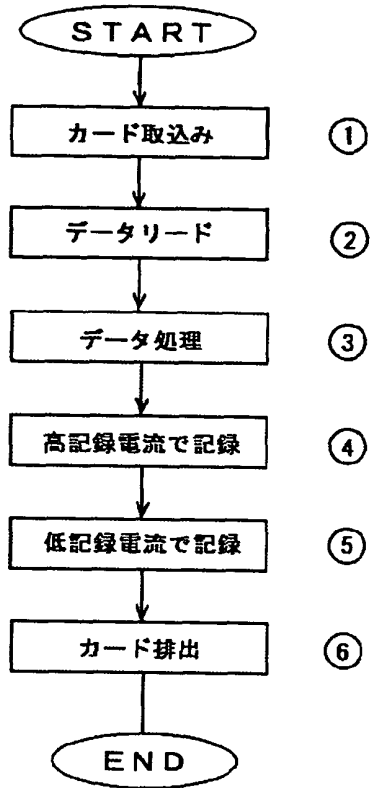 START
カード取込み ①
データリード ②
データ処理 ③
高記録電流で記録 ④
低記録電流で記録 ⑤
カード排出 ⑥
END